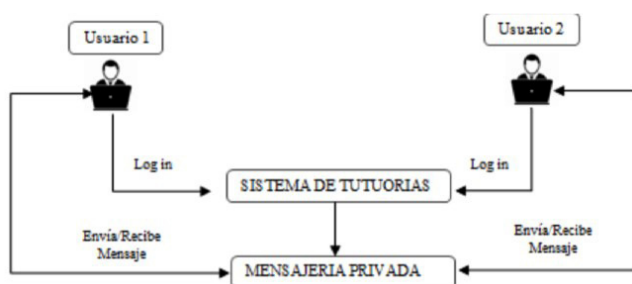 Usuario 1
Usuario 2
Log in
Log in
SISTEMA DE TUTUORIAS
Envía/Recibe
Mensaje
Envía/Recibe
Mensaje
MENSAJERIA PRIVADA